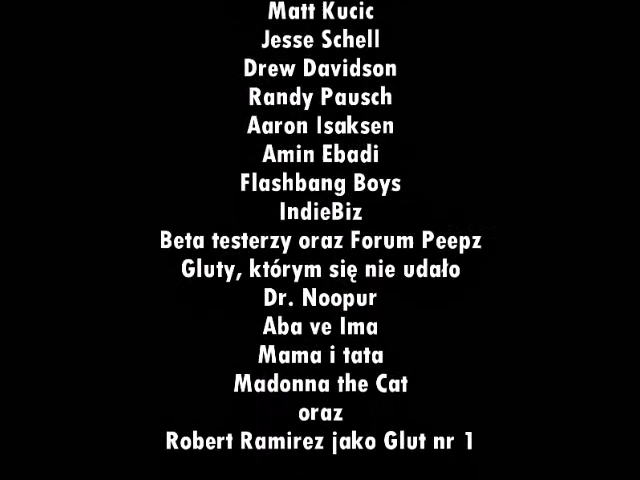 Matt Kucic
Jesse Schell
Drew Davidson
Randy Pausch
Aaron Isaksen
Amin Ebadi
Flashbang Boys
IndieBiz
Beta testerzy oraz Forum Peepz
Gluty, którym się nie udało
Dr. Noopur
Aba ve Ima
Mama i tata
Madonna the Cat
oraz
Robert Ramirez jako Glut nr 1